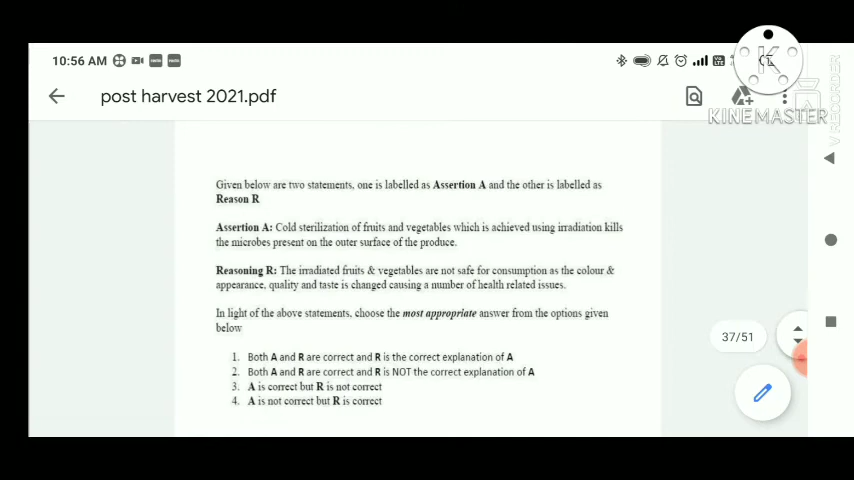 10:56 AM
post harvest 2021.pdf
KINEMASTER
V RECORDER
Given below are two statements, one is labelled as Assertion A and the other is labelled as
Reason R
Assertion A: Cold sterilization of fruits and vegetables which is achieved using irradiation kills
the microbes present on the outer surface of the produce.
Reasoning R: The irradiated fruits & vegetables are not safe for consumption as the colour &
appearance, quality and taste is changed causing a number of health related issues.
In light of the above statements, choose the most appropriate answer from the options given
below
1. Both A and R are correct and R is the correct explanation of A
2. Both A and R are correct and R is NOT the correct explanation of A
3. A is correct but R is not correct
4. A is not correct but R is correct
37/51